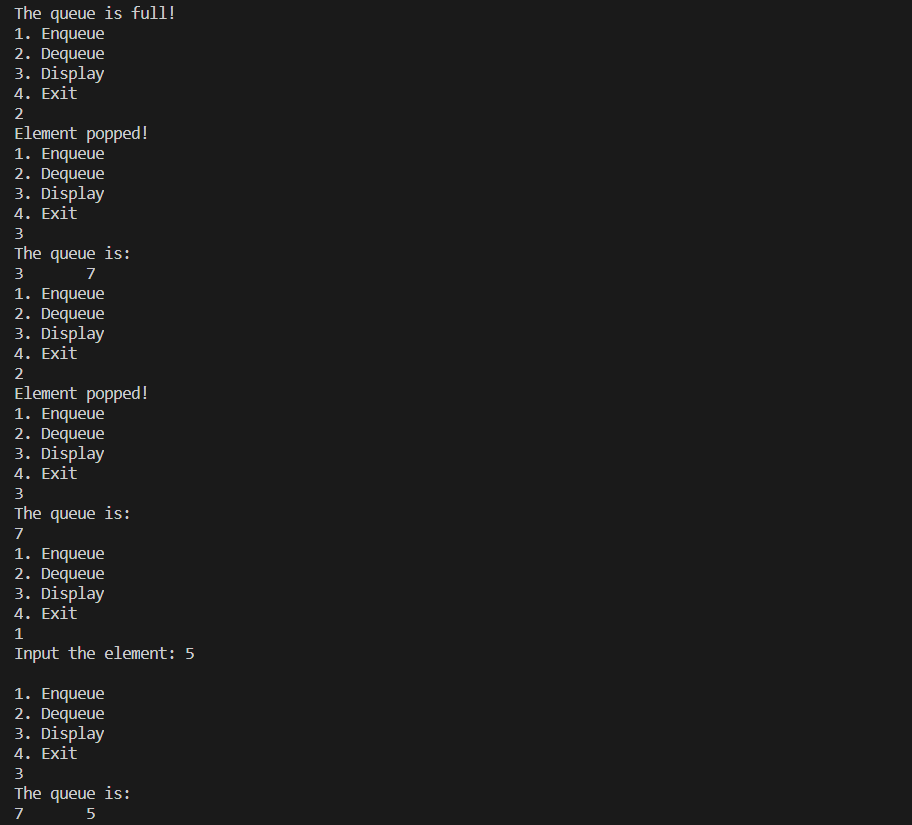 The queue is full!
1. Enqueue
2. Dequeue
3. Display
4. Exit
2
Element popped!
1. Enqueue
2. Dequeue
3. Display
4. Exit
3
The queue is:
3       7
1. Enqueue
2. Dequeue
3. Display
4. Exit
2
Element popped!
1. Enqueue
2. Dequeue
3. Display
4. Exit
3
The queue is:
7
1. Enqueue
2. Dequeue
3. Display
4. Exit
1
Input the element: 5

1. Enqueue
2. Dequeue
3. Display
4. Exit
3
The queue is:
7       5